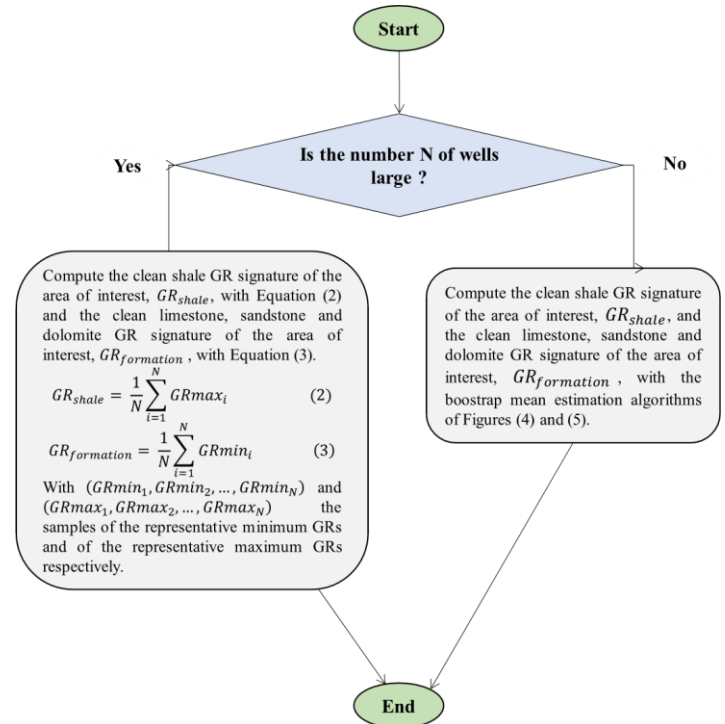 Start
Is the number N of wells
large ?
Yes
No
Compute the clean shale GR signature of the
area of interest, GR_shale, with Equation (2)
and the clean limestone, sandstone and
dolomite GR signature of the area of
interest, GR_formation , with Equation (3).
GR_shale = \frac{1}{N} \sum_{i=1}^{N} GRmax_i (2)
GR_formation = \frac{1}{N} \sum_{i=1}^{N} GRmin_i (3)
With (GRmin_1, GRmin_2, ..., GRmin_N) and
(GRmax_1, GRmax_2, ..., GRmax_N) the
samples of the representative minimum GRs
and of the representative maximum GRs
respectively.
Compute the clean shale GR signature
of the area of interest, GR_shale, and
the clean limestone, sandstone and
dolomite GR signature of the area of
interest, GR_formation , with the
boostrap mean estimation algorithms
of Figures (4) and (5).
End